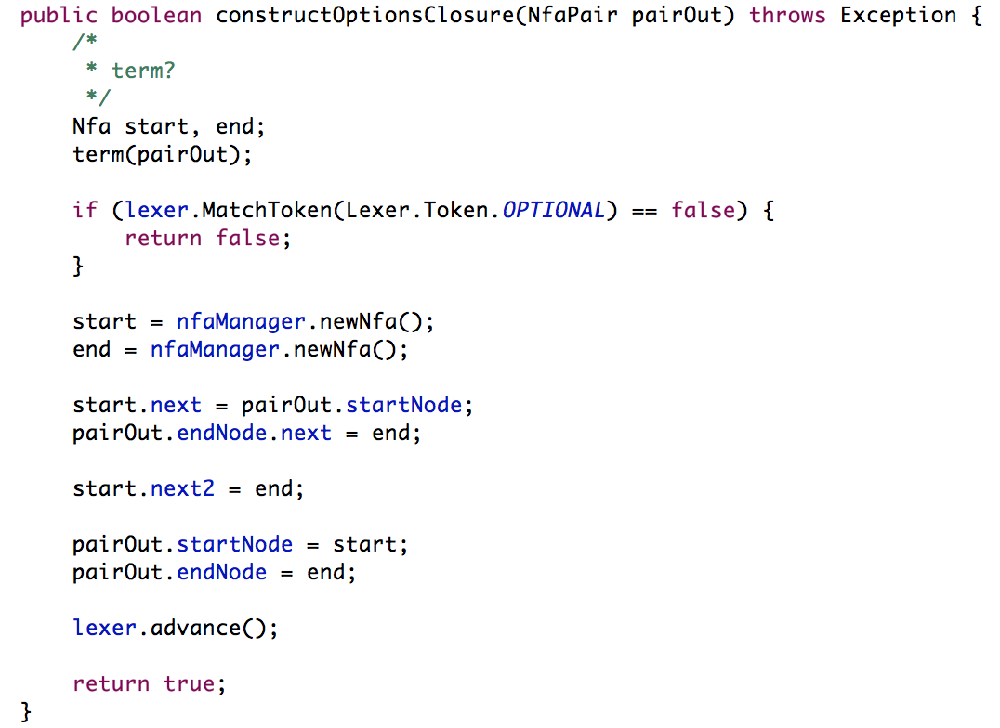 public boolean constructOptionsClosure(NfaPair pairOut) throws Exception {
    /*
     * term?
     */
    Nfa start, end;
    term(pairOut);

    if (lexer.MatchToken(Lexer.Token.OPTIONAL) == false) {
        return false;
    }

    start = nfaManager.newNfa();
    end = nfaManager.newNfa();

    start.next = pairOut.startNode;
    pairOut.endNode.next = end;

    start.next2 = end;

    pairOut.startNode = start;
    pairOut.endNode = end;

    lexer.advance();

    return true;
}